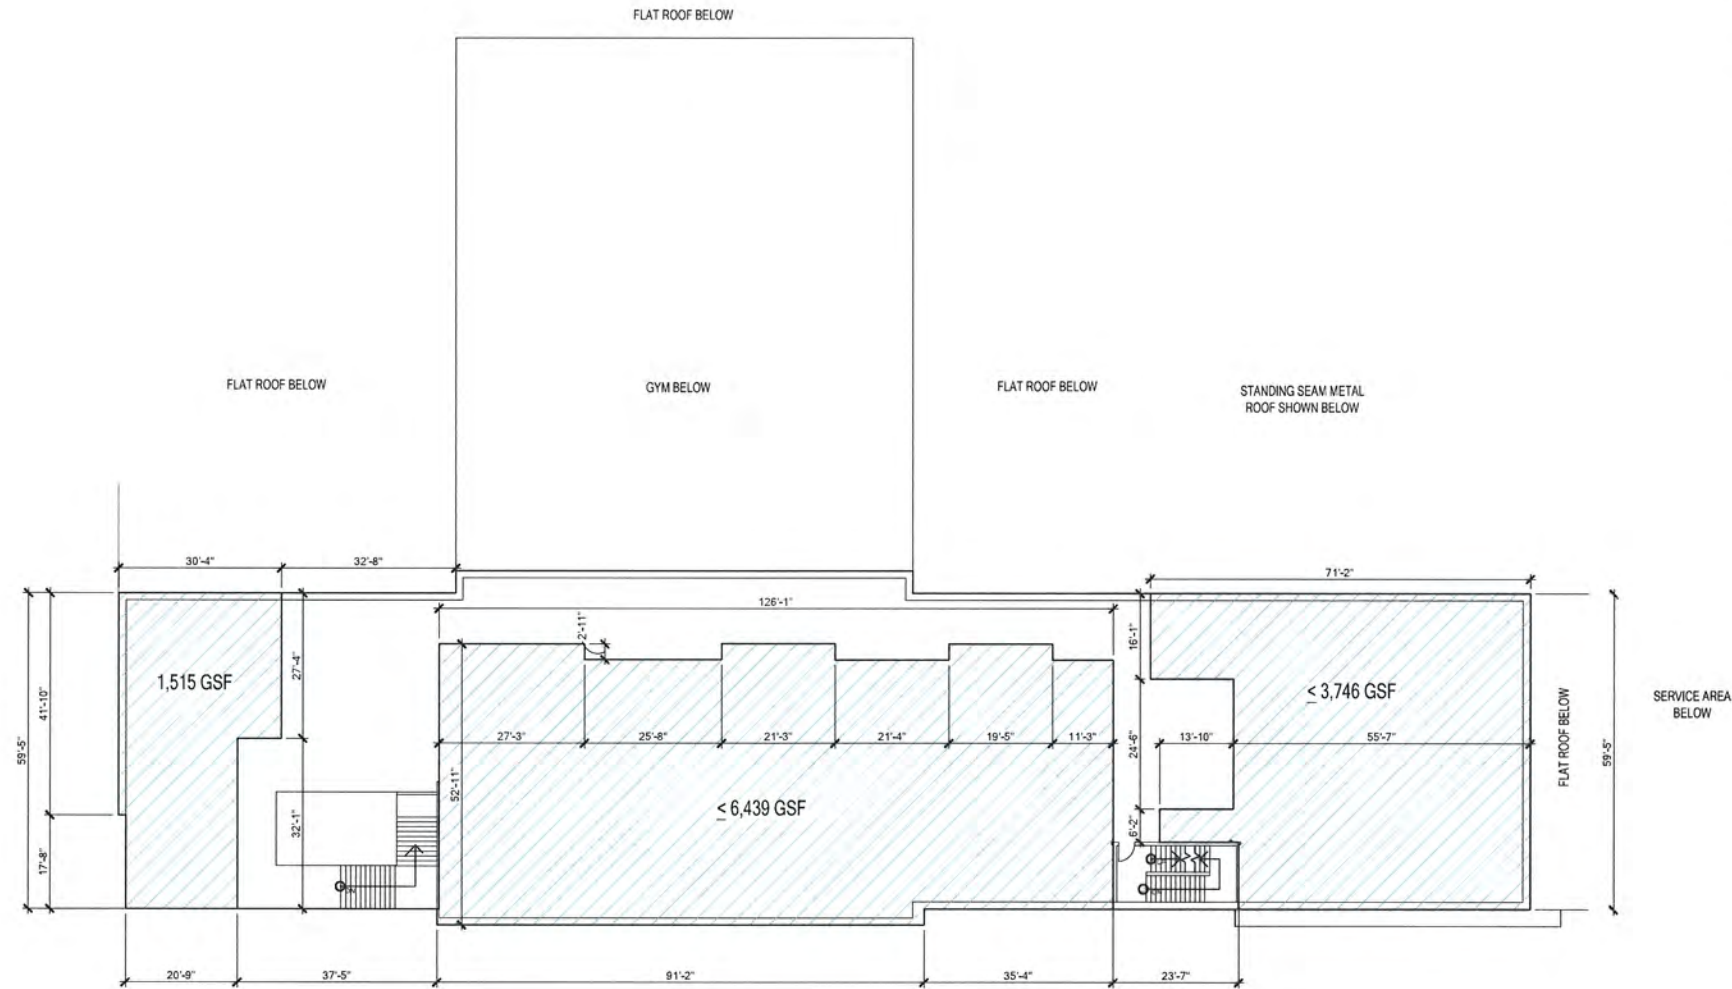 FLAT ROOF BELOW
FLAT ROOF BELOW
GYM BELOW
FLAT ROOF BELOW
STANDING SEAM METAL
ROOF SHOWN BELOW
30'-4"
32'-8"
71'-2"
126'-1"
2'-11"
16'-1"
27'-4"
1,515 GSF
≤ 3,746 GSF
41'-10"
59'-5"
FLAT ROOF BELOW
SERVICE AREA
BELOW
27'-3"
25'-8"
21'-3"
21'-4"
19'-5"
11'-3"
24'-6"
13'-10"
55'-7"
59'-5"
52'-11"
≤ 6,439 GSF
32'-1"
6'-2"
17'-8"
DN
DN
20'-9"
37'-5"
91'-2"
35'-4"
23'-7"